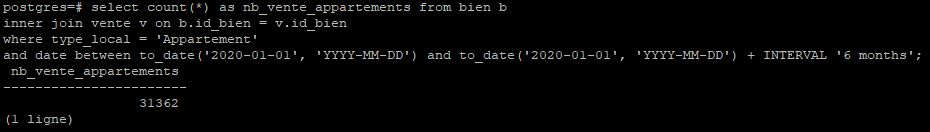 postgres=# select count(*) as nb_vente_appartements from bien b
inner join vente v on b.id_bien = v.id_bien
where type_local = 'Appartement'
and date between to_date('2020-01-01', 'YYYY-MM-DD') and to_date('2020-01-01', 'YYYY-MM-DD') + INTERVAL '6 months';
 nb_vente_appartements
-----------------------
                 31362
(1 ligne)